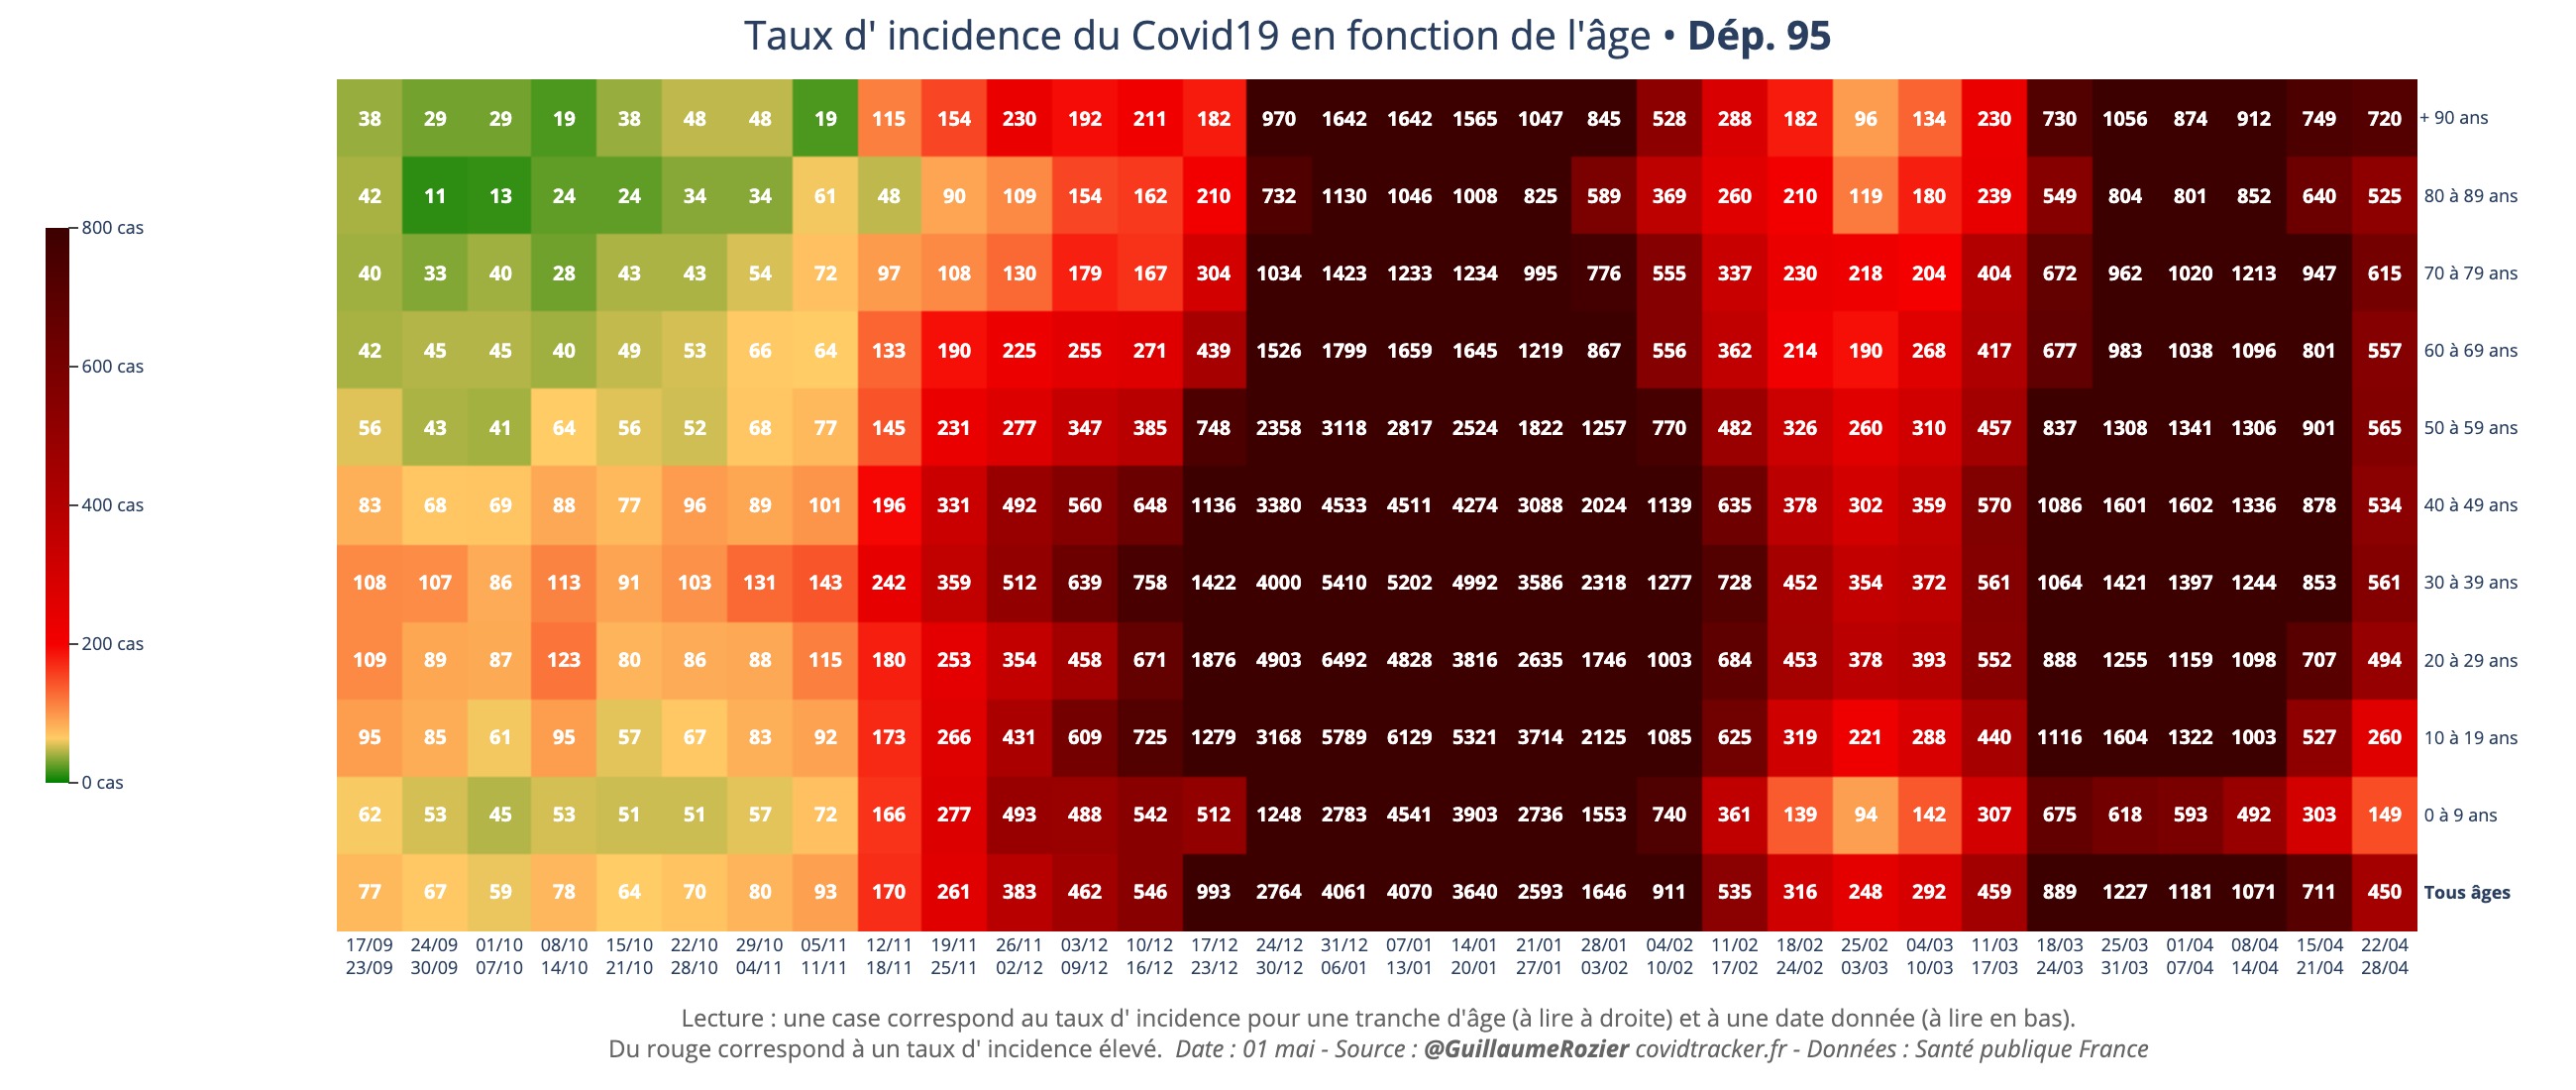 Taux d' incidence du Covid19 en fonction de l'âge • Dép. 95
38 29 29 19 38 48 48 19 115 154 230 192 211 182 970 1642 1642 1565 1047 845 528 288 182 96 134 230 730 1056 874 912 749 720 + 90 ans
42 11 13 24 24 34 34 61 48 90 109 154 162 210 732 1130 1046 1008 825 589 369 260 210 119 180 239 549 804 801 852 640 525 80 à 89 ans
800 cas
40 33 40 28 43 43 54 72 97 108 130 179 167 304 1034 1423 1233 1234 995 776 555 337 230 218 204 404 672 962 1020 1213 947 615 70 à 79 ans
42 45 45 40 49 53 66 64 133 190 225 255 271 439 1526 1799 1659 1645 1219 867 556 362 214 190 268 417 677 983 1038 1096 801 557 60 à 69 ans
600 cas
56 43 41 64 56 52 68 77 145 231 277 347 385 748 2358 3118 2817 2524 1822 1257 770 482 326 260 310 457 837 1308 1341 1306 901 565 50 à 59 ans
400 cas
83 68 69 88 77 96 89 101 196 331 492 560 648 1136 3380 4533 4511 4274 3088 2024 1139 635 378 302 359 570 1086 1601 1602 1336 878 534 40 à 49 ans
108 107 86 113 91 103 131 143 242 359 512 639 758 1422 4000 5410 5202 4992 3586 2318 1277 728 452 354 372 561 1064 1421 1397 1244 853 561 30 à 39 ans
200 cas
109 89 87 123 80 86 88 115 180 253 354 458 671 1876 4903 6492 4828 3816 2635 1746 1003 684 453 378 393 552 888 1255 1159 1098 707 494 20 à 29 ans
95 85 61 95 57 67 83 92 173 266 431 609 725 1279 3168 5789 6129 5321 3714 2125 1085 625 319 221 288 440 1116 1604 1322 1003 527 260 10 à 19 ans
0 cas
62 53 45 53 51 51 57 72 166 277 493 488 542 512 1248 2783 4541 3903 2736 1553 740 361 139 94 142 307 675 618 593 492 303 149 0 à 9 ans
77 67 59 78 64 70 80 93 170 261 383 462 546 993 2764 4061 4070 3640 2593 1646 911 535 316 248 292 459 889 1227 1181 1071 711 450 Tous âges
17/09 24/09 01/10 08/10 15/10 22/10 29/10 05/11 12/11 19/11 26/11 03/12 10/12 17/12 24/12 31/12 07/01 14/01 21/01 28/01 04/02 11/02 18/02 25/02 04/03 11/03 18/03 25/03 01/04 08/04 15/04 22/04
23/09 30/09 07/10 14/10 21/10 28/10 04/11 11/11 18/11 25/11 02/12 09/12 16/12 23/12 30/12 06/01 13/01 20/01 27/01 03/02 10/02 17/02 24/02 03/03 10/03 17/03 24/03 31/03 07/04 14/04 21/04 28/04
Lecture : une case correspond au taux d' incidence pour une tranche d'âge (à lire à droite) et à une date donnée (à lire en bas).
Du rouge correspond à un taux d' incidence élevé. Date : 01 mai - Source : @GuillaumeRozier covidtracker.fr - Données : Santé publique France